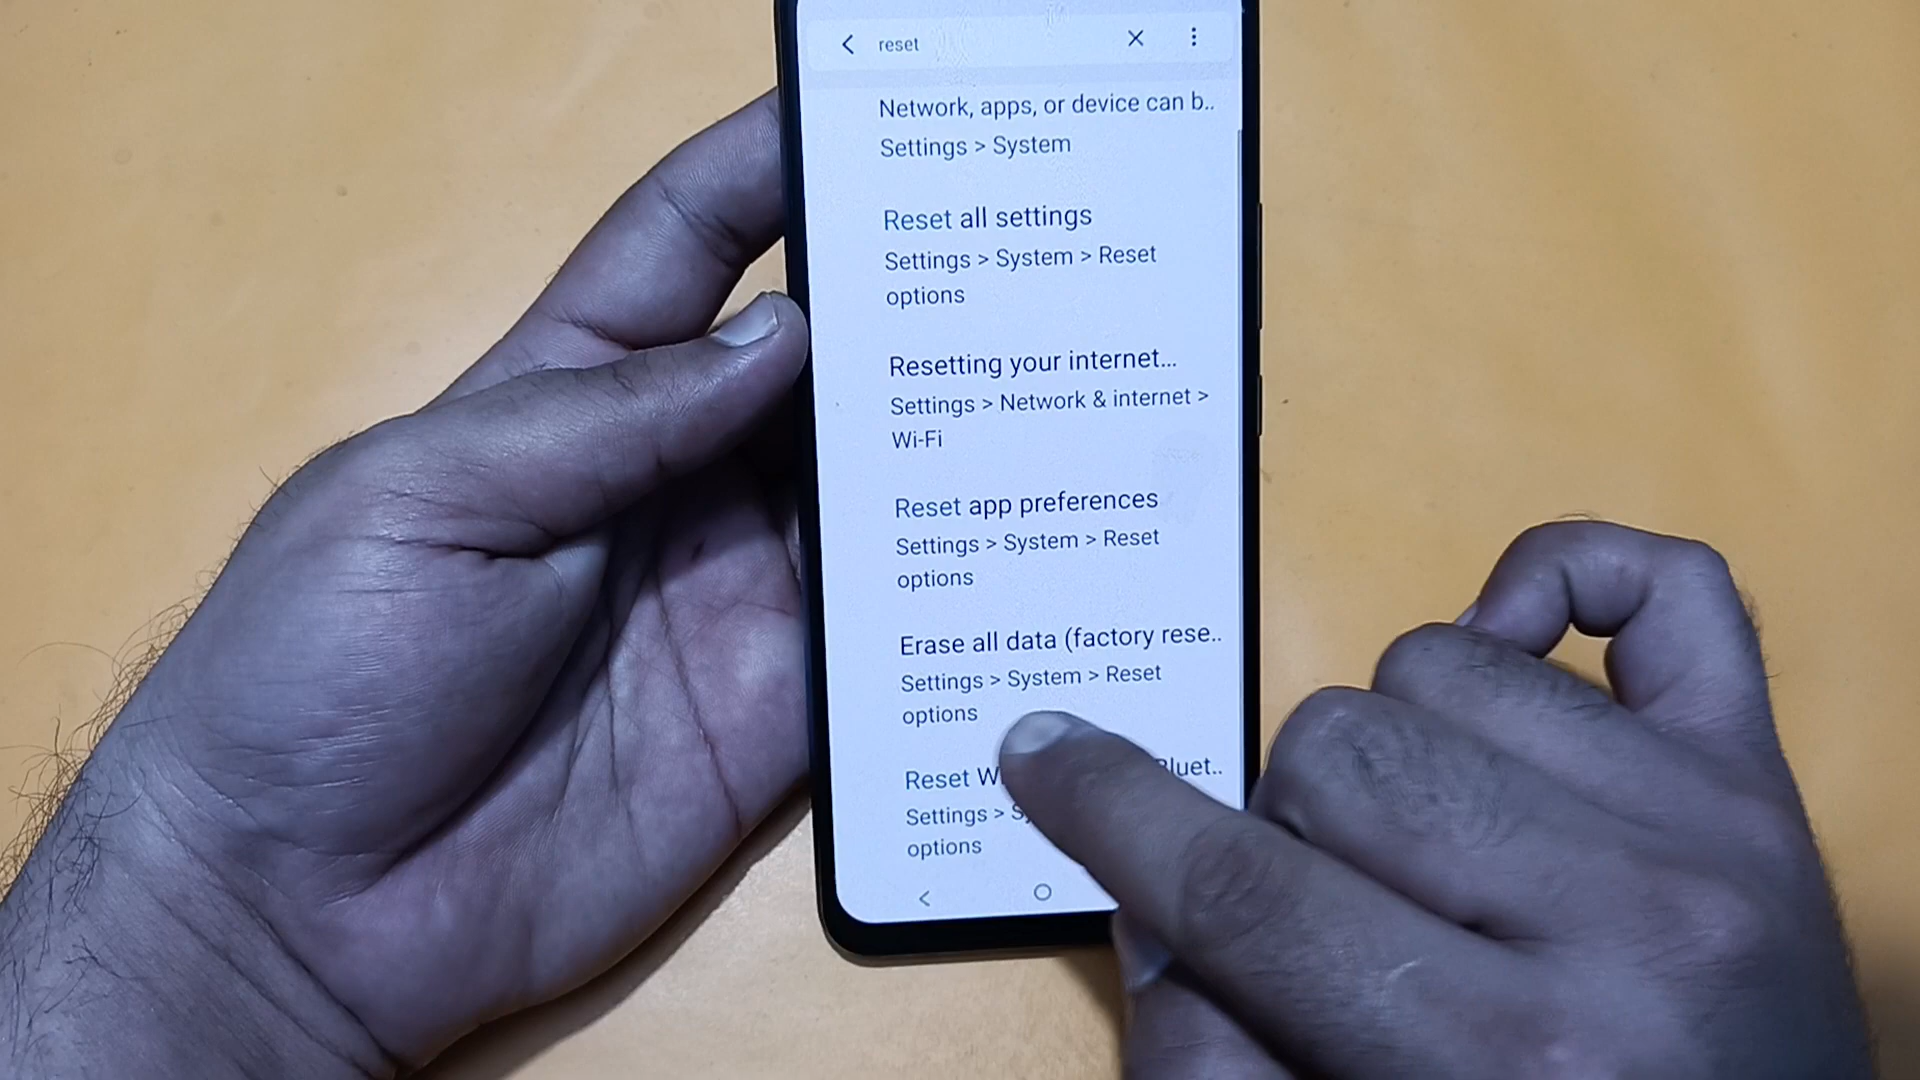 reset
Network, apps, or device can b..
Settings > System
Reset all settings
Settings > System > Reset
options
Resetting your internet...
Settings > Network & internet >
Wi-Fi
Reset app preferences
Settings > System > Reset
options
Erase all data (factory rese..
Settings > System > Reset
options
Reset luet..
Settings >
options